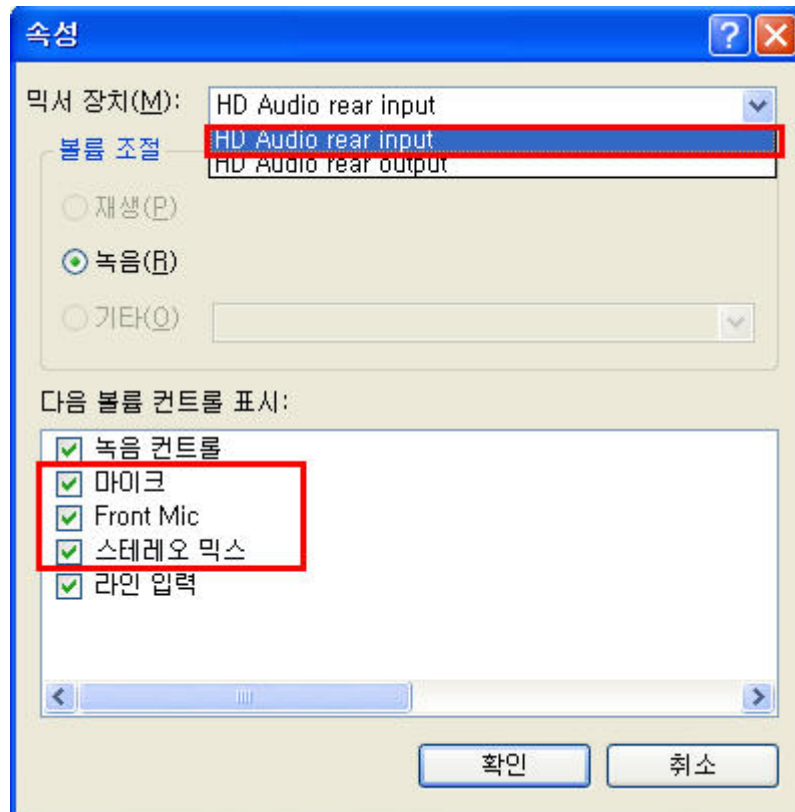 속성
믹서 장치(M): HD Audio rear input
HD Audio rear input
HD Audio rear output
볼륨 조절
재생(P)
녹음(R)
기타(O)
다음 볼륨 컨트롤 표시:
녹음 컨트롤
마이크
Front Mic
스테레오 믹스
라인 입력
확인 취소